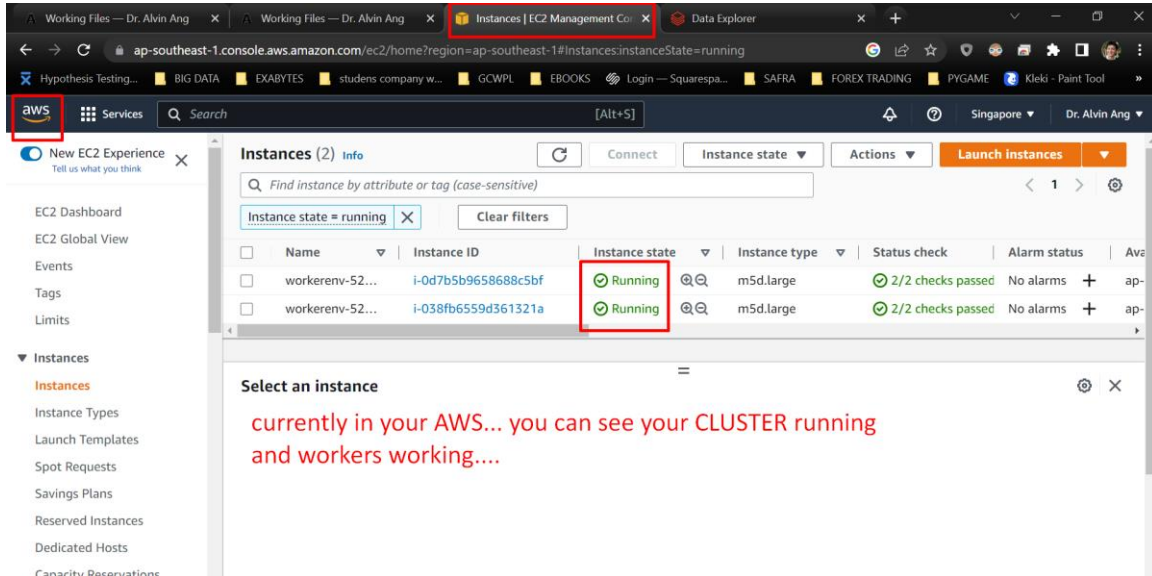 Working Files — Dr. Alvin Ang
Working Files — Dr. Alvin Ang
Instances | EC2 Management Con
Data Explorer
ap-southeast-1.console.aws.amazon.com/ec2/home?region=ap-southeast-1#Instances:instanceState=running
Hypothesis Testing... BIG DATA EXABYTES studens company w... GCWPL EBOOKS Login — Squarespa... SAFRA FOREX TRADING PYGAME Kleki - Paint Tool »
aws Services Search [Alt+S] Singapore ▼ Dr. Alvin Ang ▼
New EC2 Experience
Tell us what you think
EC2 Dashboard
EC2 Global View
Events
Tags
Limits
▼ Instances
Instances
Instance Types
Launch Templates
Spot Requests
Savings Plans
Reserved Instances
Dedicated Hosts
Capacity Reservations
Instances (2) Info
Connect Instance state ▼ Actions ▼ Launch instances ▼
Find instance by attribute or tag (case-sensitive)
< 1 >
Instance state = running Clear filters
Name Instance ID Instance state Instance type Status check Alarm status Ava
workerenv-52... i-0d7b5b9658688c5bf Running m5d.large 2/2 checks passed No alarms + ap-
workerenv-52... i-038fb6559d361321a Running m5d.large 2/2 checks passed No alarms + ap-
Select an instance
currently in your AWS... you can see your CLUSTER running
and workers working....